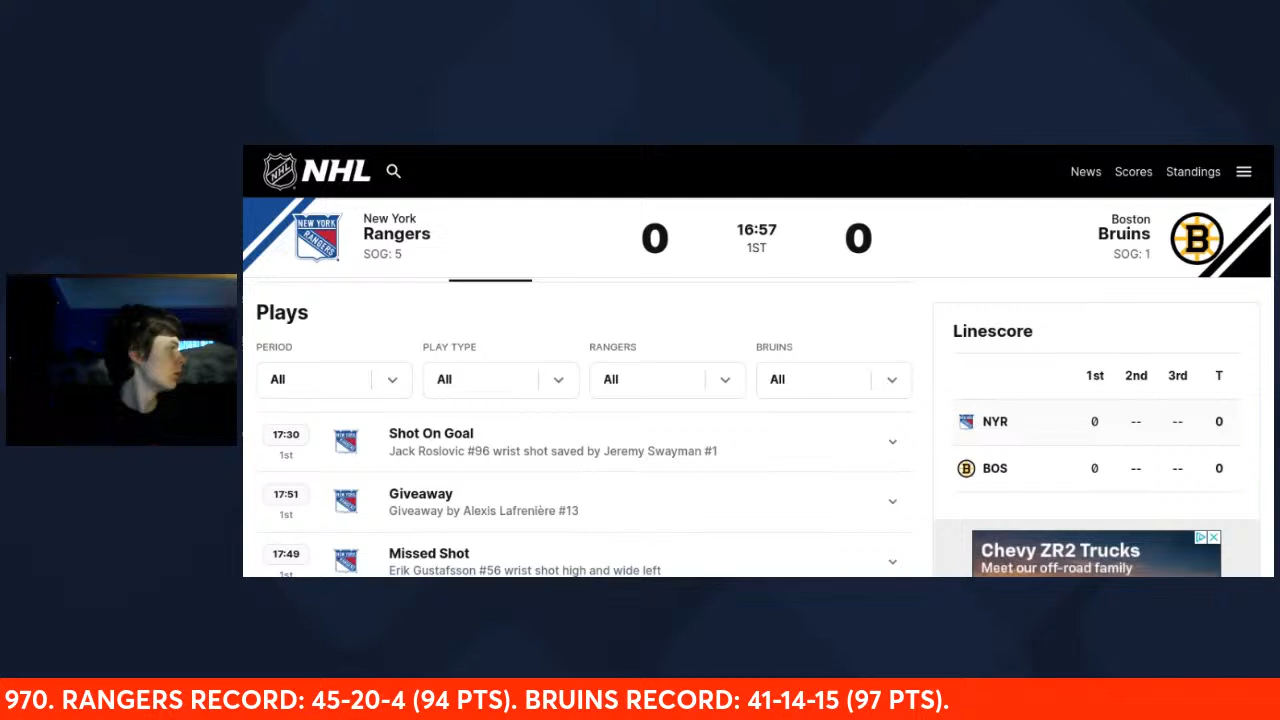 NHL NHL
News Scores Standings
NEW YORK RANGERS
New York
Rangers
SOG: 5
0
16:57
1ST
0
Boston
Bruins
SOG: 1
B
Plays
PERIOD PLAY TYPE RANGERS BRUINS
All All All All
17:30
1st
Shot On Goal
Jack Roslovic #96 wrist shot saved by Jeremy Swayman #1
17:51
1st
Giveaway
Giveaway by Alexis Lafrenière #13
17:49
1st
Missed Shot
Erik Gustafsson #56 wrist shot high and wide left
Linescore
1st 2nd 3rd T
NYR 0 -- -- 0
BOS 0 -- -- 0
Chevy ZR2 Trucks
Meet our off-road family
970. RANGERS RECORD: 45-20-4 (94 PTS). BRUINS RECORD: 41-14-15 (97 PTS).